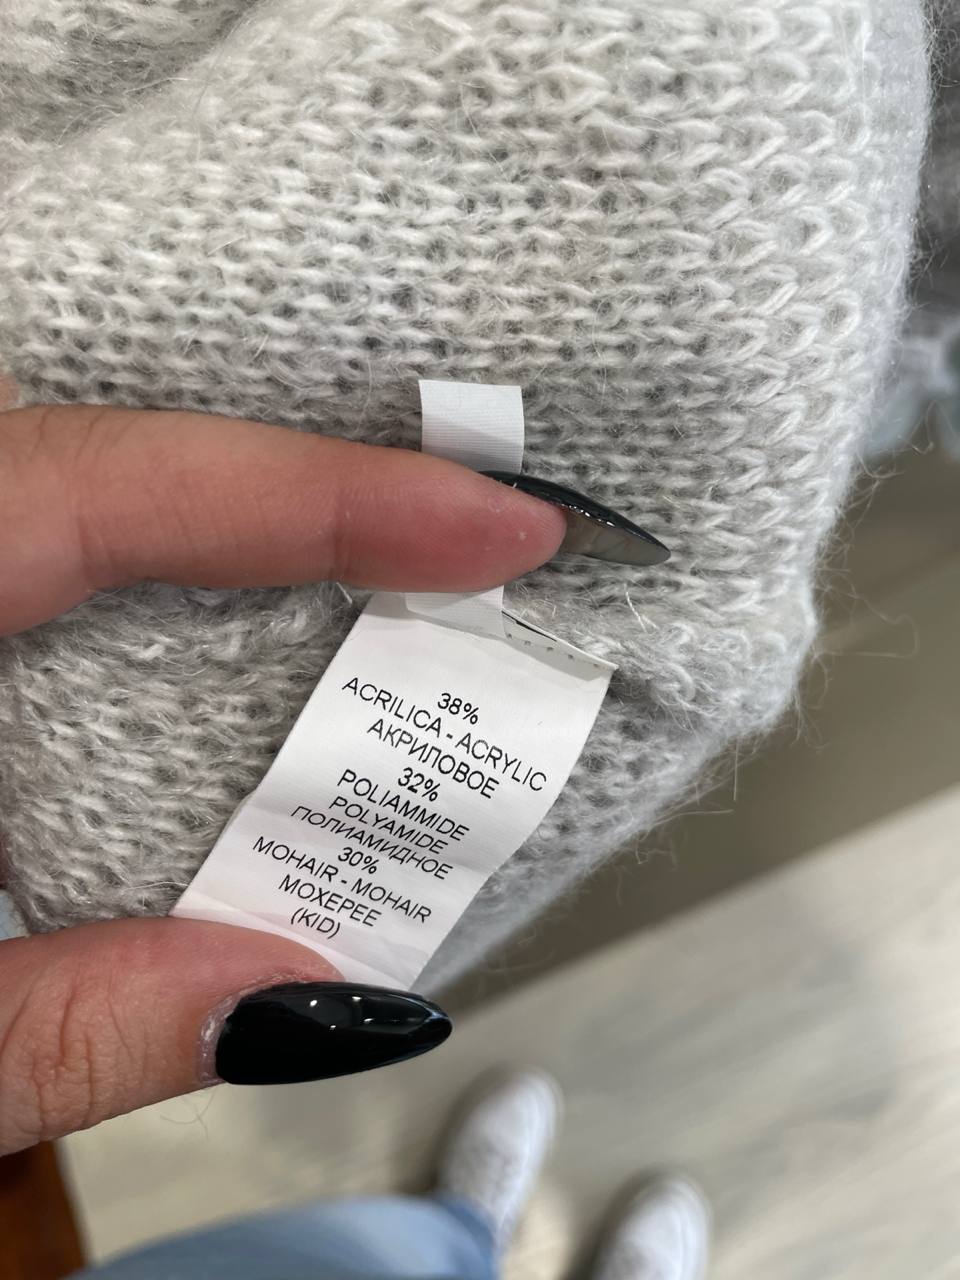 38%
ACRILICA - ACRYLIC
АКРИЛОВОЕ
32%
POLIAMMIDE
POLYAMIDE
ПОЛИАМИДНОЕ
30%
MOHAIR - MOHAIR
МОХЕРЕЕ
(KID)